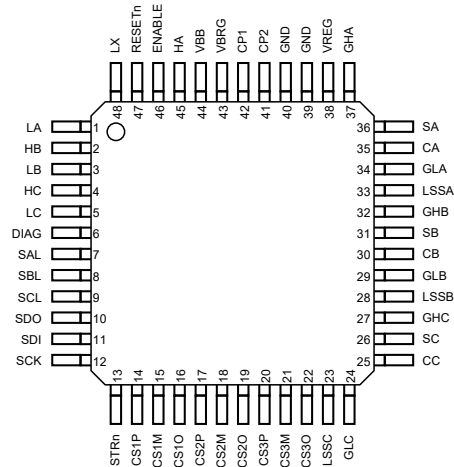 LX RESETn ENABLE HA VBB VBRG CP1 CP2 GND GND VREG GHA
48 47 46 45 44 43 42 41 40 39 38 37
LA 1 36 SA
HB 2 35 CA
LB 3 34 GLA
HC 4 33 LSSA
LC 5 32 GHB
DIAG 6 31 SB
SAL 7 30 CB
SBL 8 29 GLB
SCL 9 28 LSSB
SDO 10 27 GHC
SDI 11 26 SC
SCK 12 25 CC
13 14 15 16 17 18 19 20 21 22 23 24
STRn CS1P CS1M CS1O CS2P CS2M CS2O CS3P CS3M CS3O LSSC GLC